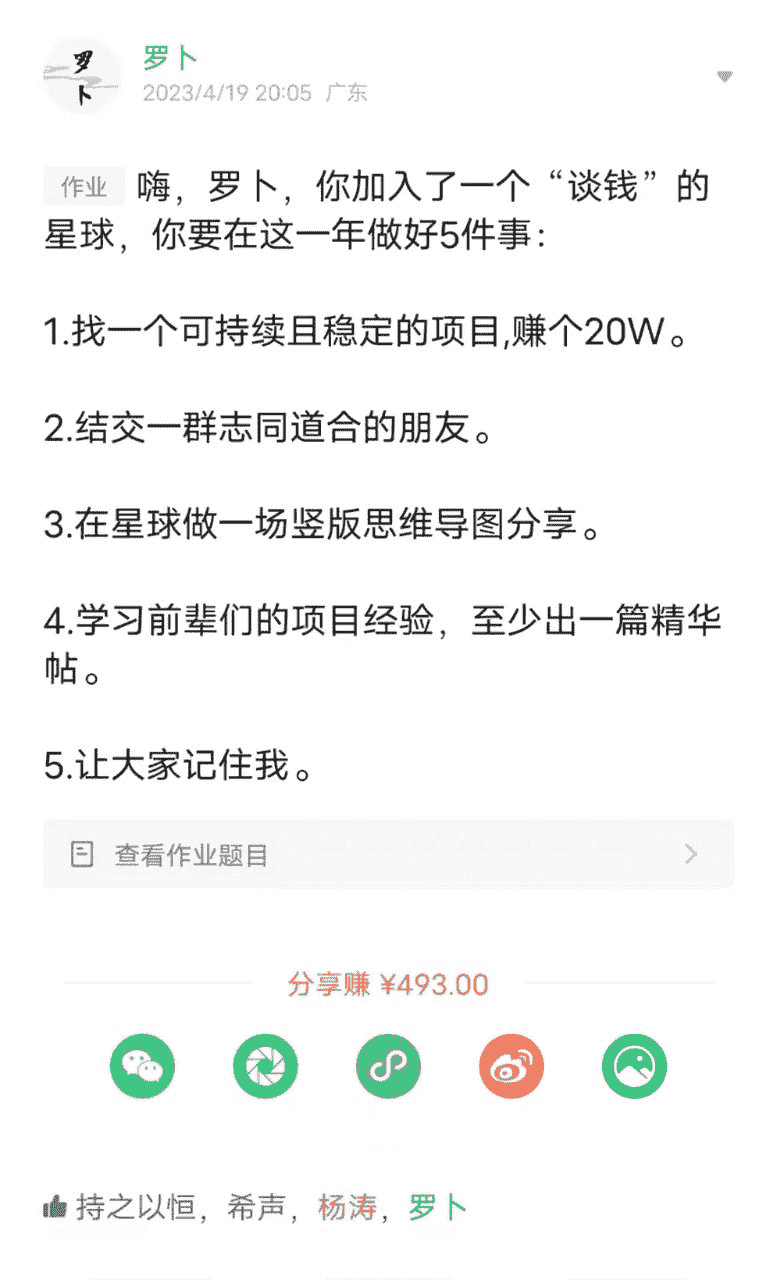 罗卜
罗卜
2023/4/19 20:05 广东
作业 嗨，罗卜，你加入了一个“谈钱”的
星球，你要在这一年做好5件事：
1.找一个可持续且稳定的项目,赚个20W。
2.结交一群志同道合的朋友。
3.在星球做一场竖版思维导图分享。
4.学习前辈们的项目经验，至少出一篇精华
帖。
5.让大家记住我。
查看作业题目
分享赚 ¥493.00
持之以恒，希声，杨涛，罗卜